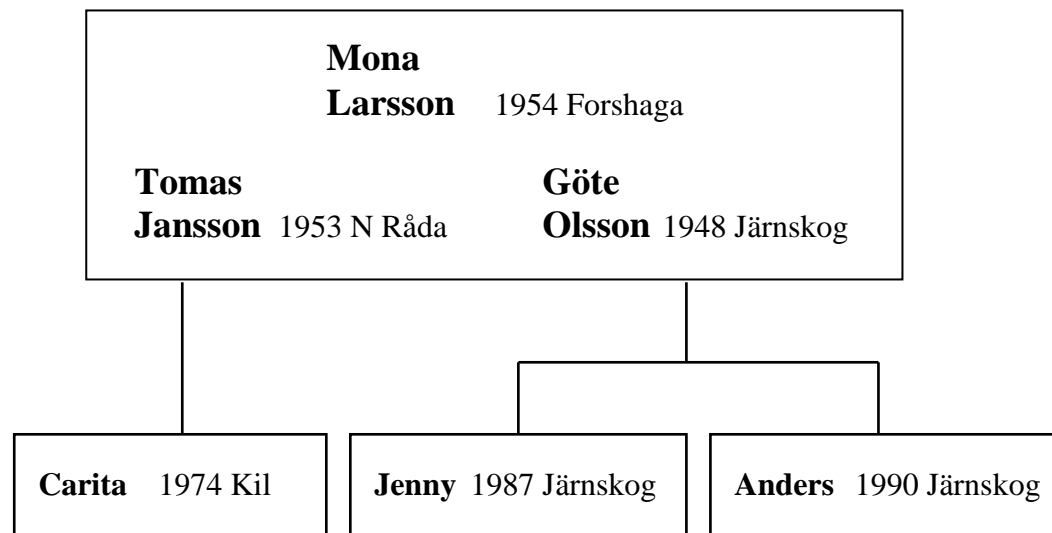 Mona
Larsson 1954 Forshaga
Tomas
Jansson 1953 N Råda
Göte
Olsson 1948 Järnskog
Carita 1974 Kil
Jenny 1987 Järnskog
Anders 1990 Järnskog